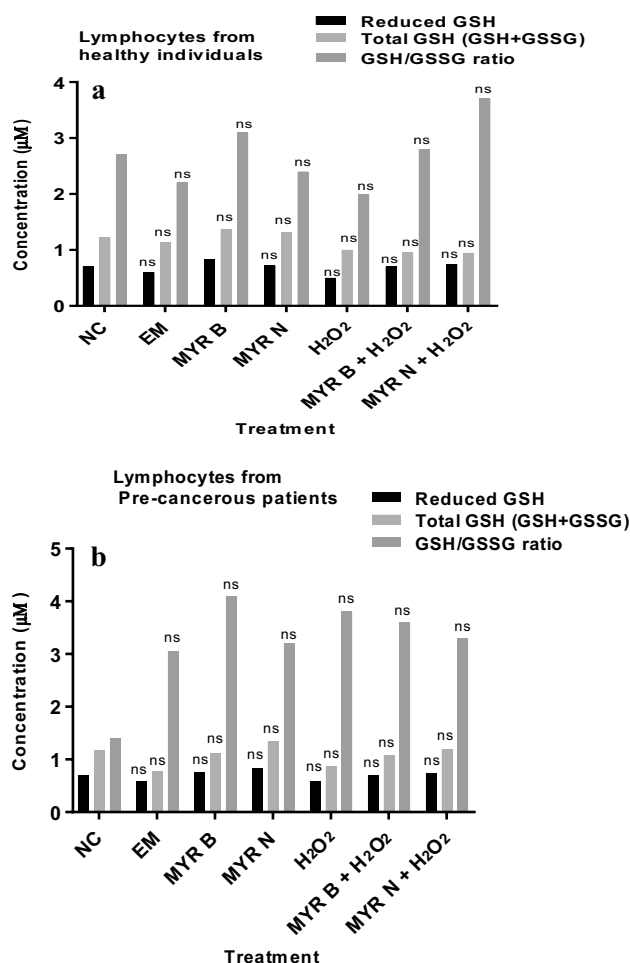 Lymphocytes from
healthy individuals
Reduced GSH
Total GSH (GSH+GSSG)
GSH/GSSG ratio
a
Concentration (μM)
4
3
2
1
0
ns ns ns
ns ns
ns ns ns
ns ns ns
ns ns ns
ns ns ns
NC
EM
MYR B
MYR N
H2O2
MYR B + H2O2
MYR N + H2O2
Treatment
Lymphocytes from
Pre-cancerous patients
Reduced GSH
Total GSH (GSH+GSSG)
GSH/GSSG ratio
b
Concentration (μM)
5
4
3
2
1
0
ns ns ns
ns ns ns
ns ns ns
ns ns ns
ns ns ns
ns ns ns
NC
EM
MYR B
MYR N
H2O2
MYR B + H2O2
MYR N + H2O2
Treatment